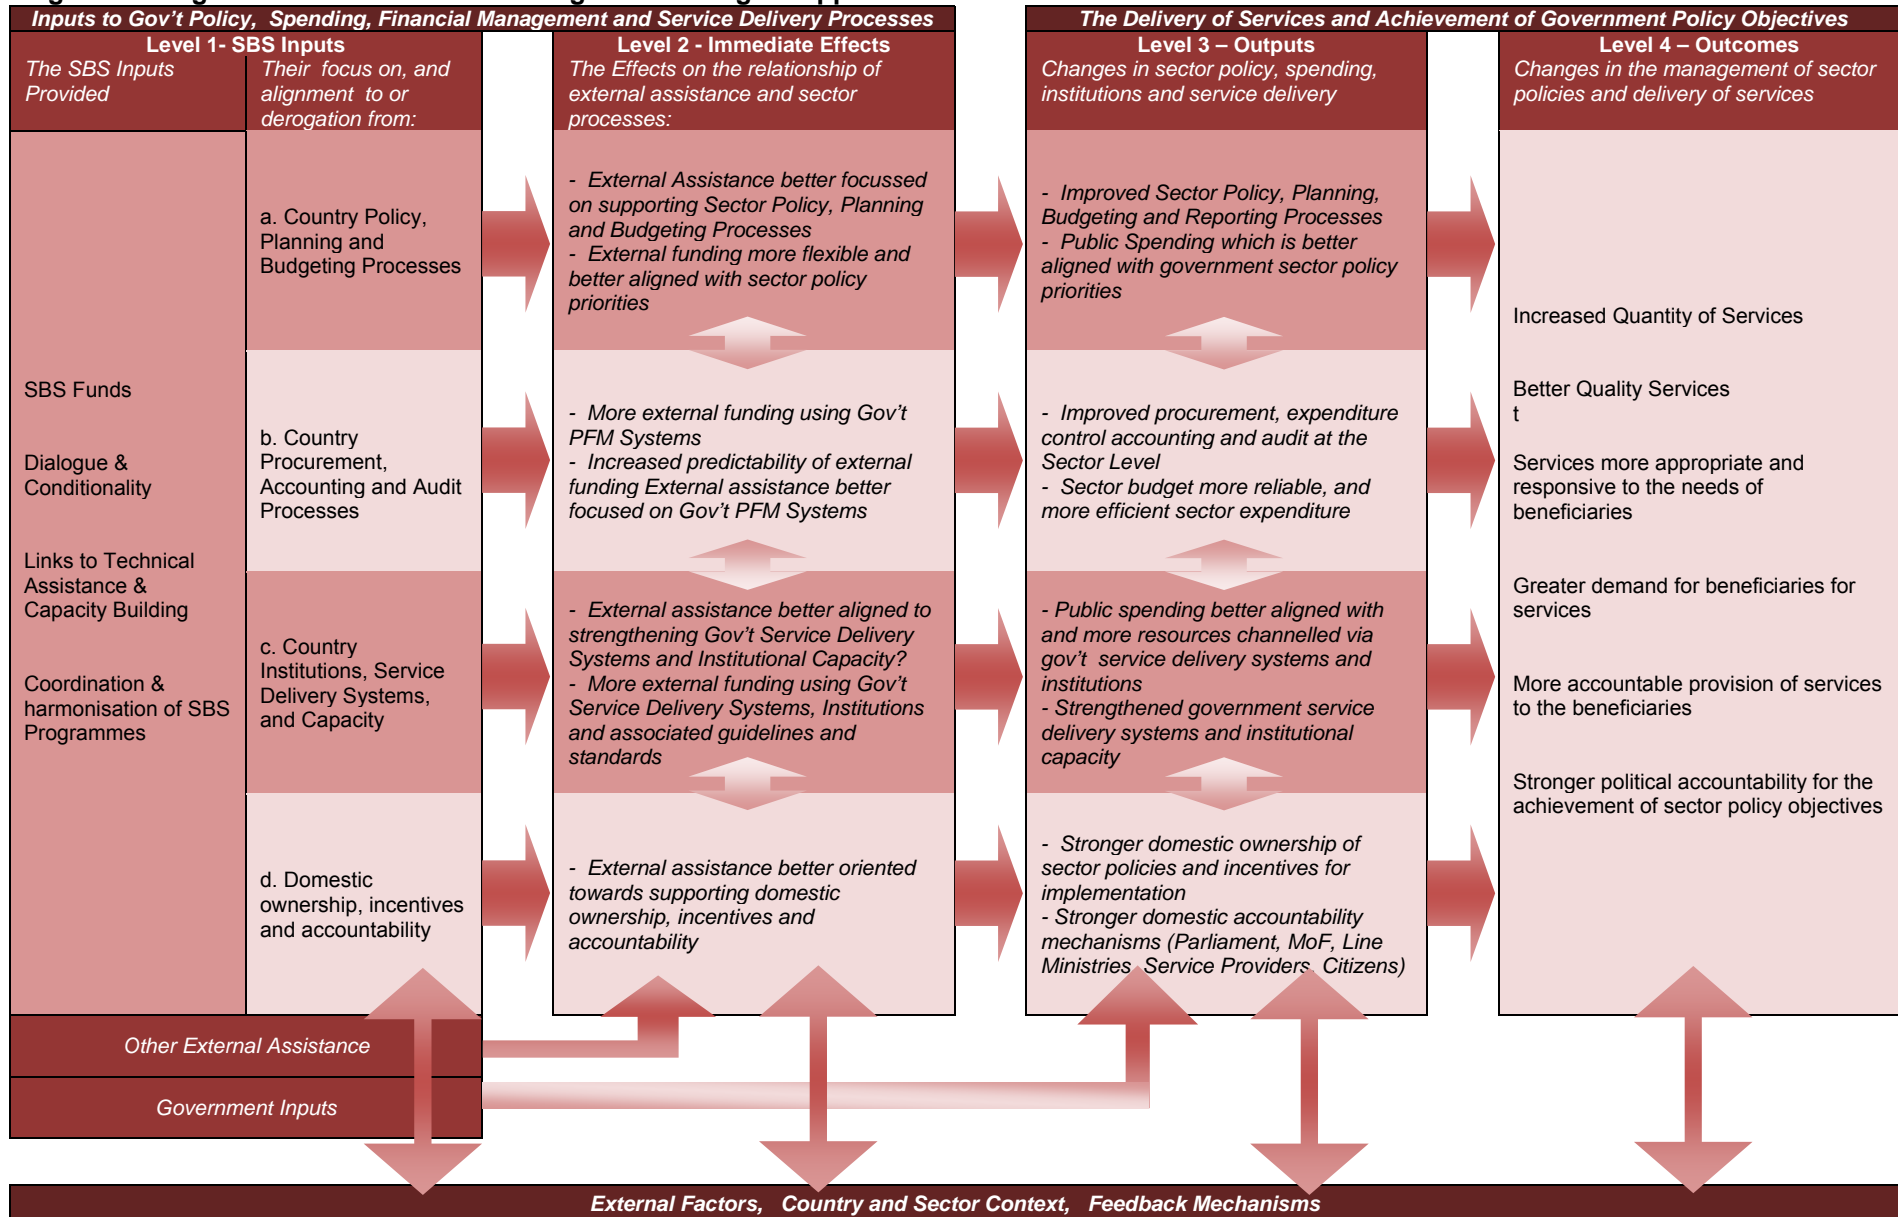 Inputs to Gov't Policy, Spending, Financial Management and Service Delivery Processes
The Delivery of Services and Achievement of Government Policy Objectives
Level 1- SBS Inputs
The SBS Inputs
Provided
Their focus on, and
alignment to or
derogation from:
Level 2 - Immediate Effects
The Effects on the relationship of
external assistance and sector
processes:
Level 3 – Outputs
Changes in sector policy, spending,
institutions and service delivery
Level 4 – Outcomes
Changes in the management of sector
policies and delivery of services
SBS Funds
Dialogue &
Conditionality
Links to Technical
Assistance &
Capacity Building
Coordination &
harmonisation of SBS
Programmes
a. Country Policy,
Planning and
Budgeting Processes
- External Assistance better focussed
on supporting Sector Policy, Planning
and Budgeting Processes
- External funding more flexible and
better aligned with sector policy
priorities
- Improved Sector Policy, Planning,
Budgeting and Reporting Processes
- Public Spending which is better
aligned with government sector policy
priorities
b. Country
Procurement,
Accounting and Audit
Processes
- More external funding using Gov't
PFM Systems
- Increased predictability of external
funding External assistance better
focused on Gov't PFM Systems
- Improved procurement, expenditure
control accounting and audit at the
Sector Level
- Sector budget more reliable, and
more efficient sector expenditure
c. Country
Institutions, Service
Delivery Systems,
and Capacity
- External assistance better aligned to
strengthening Gov't Service Delivery
Systems and Institutional Capacity?
- More external funding using Gov't
Service Delivery Systems, Institutions
and associated guidelines and
standards
- Public spending better aligned with
and more resources channelled via
gov't service delivery systems and
institutions
- Strengthened government service
delivery systems and institutional
capacity
d. Domestic
ownership, incentives
and accountability
- External assistance better oriented
towards supporting domestic
ownership, incentives and
accountability
- Stronger domestic ownership of
sector policies and incentives for
implementation
- Stronger domestic accountability
mechanisms (Parliament, MoF, Line
Ministries, Service Providers, Citizens)
Increased Quantity of Services
Better Quality Services
t
Services more appropriate and
responsive to the needs of
beneficiaries
Greater demand for beneficiaries for
services
More accountable provision of services
to the beneficiaries
Stronger political accountability for the
achievement of sector policy objectives
Other External Assistance
Government Inputs
External Factors, Country and Sector Context, Feedback Mechanisms